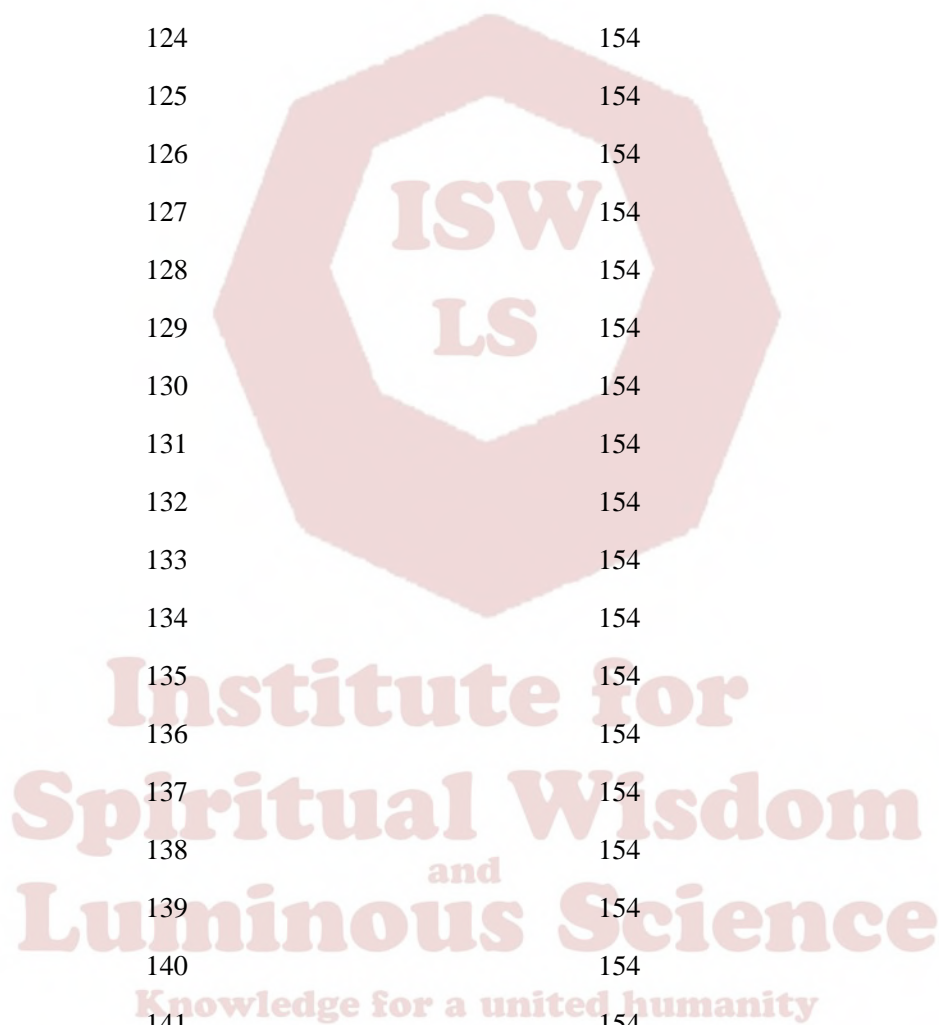 124 154
125 154
126 154
127 154
ISW
128 154
LS
129 154
130 154
131 154
132 154
133 154
134 154
135 154
Institute for
136 154
137 154
Spiritual Wisdom
138 154
and
139 154
Luminous Science
140 154
Knowledge for a united humanity
141 154